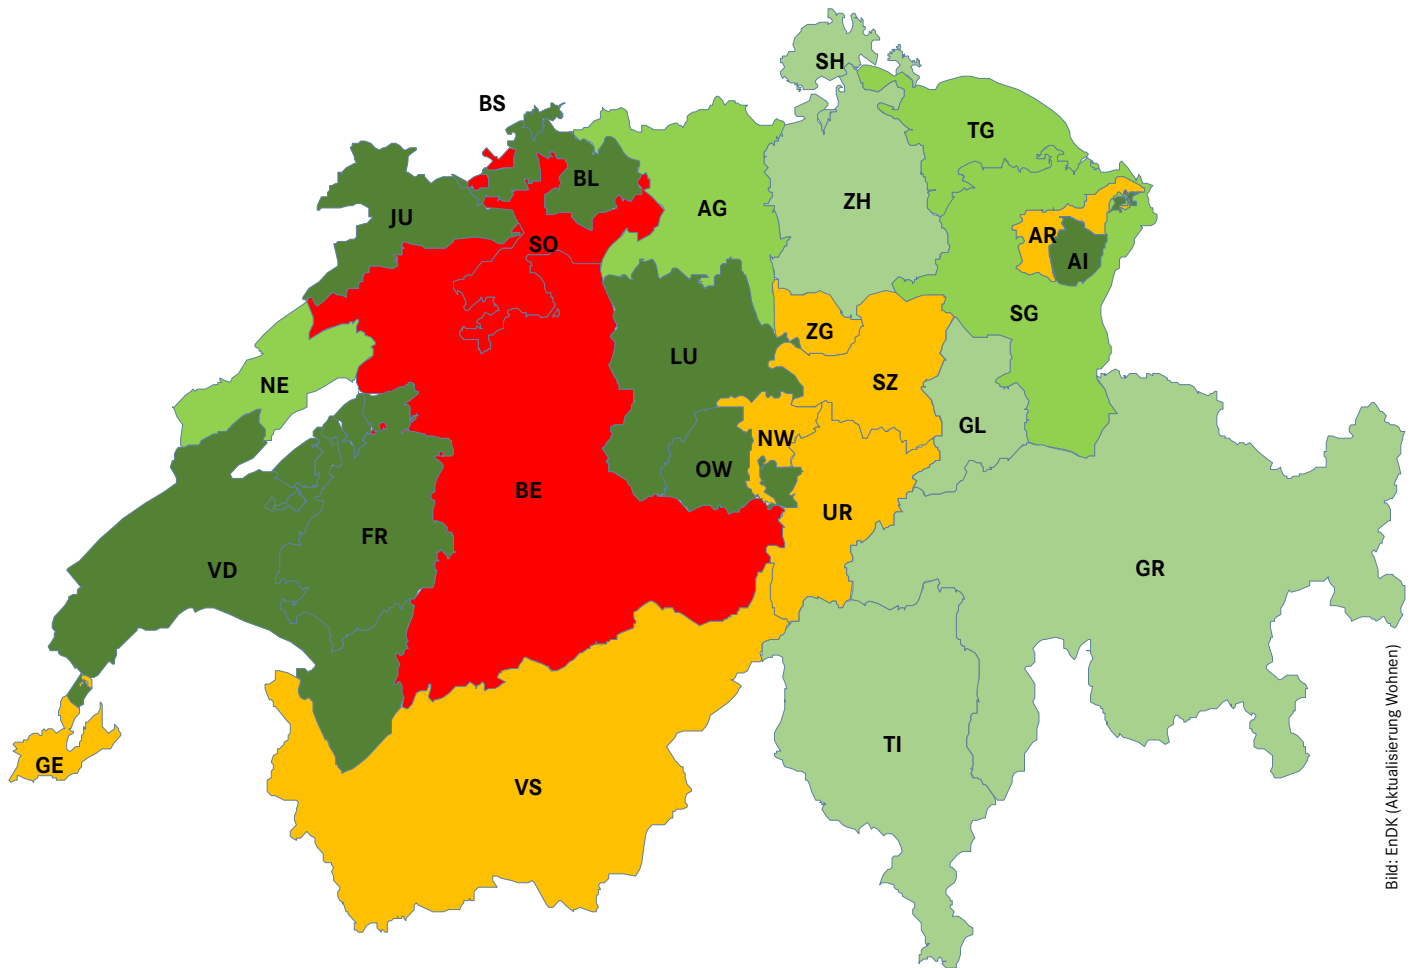 SH
BS
TG
BL
ZH
AG
JU
AR
SO
AI
SG
ZG
LU
SZ
NE
GL
NW
OW
BE
UR
FR
VD
GR
TI
GE
VS
Bild: EnDK (Aktualisierung Wohnen)